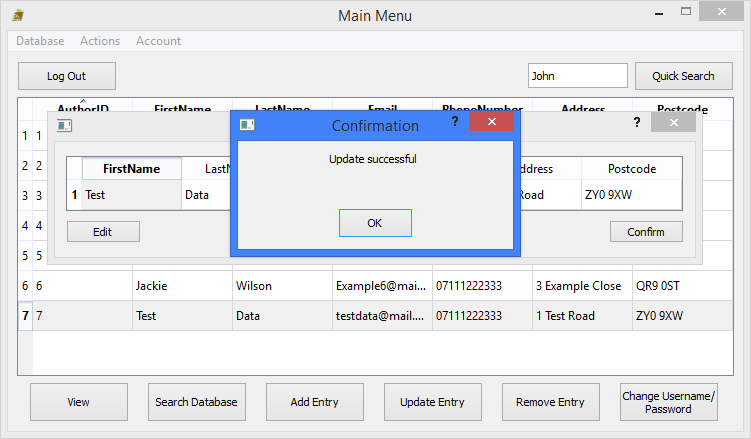 Main Menu
Database Actions Account
Log Out John Quick Search
AuthorID FirstName LastName Email PhoneNumber Address Postcode
1 1
2 2
3 3
4 4
5 5
?
FirstName Postcode
1 Test Data Road ZY0 9XW
Edit Confirm
Confirmation ?
Update successful
OK
6 6 Jackie Wilson Example6@mai... 07111222333 3 Example Close QR9 0ST
7 7 Test Data testdata@mail.... 07111222333 1 Test Road ZY0 9XW
View Search Database Add Entry Update Entry Remove Entry Change Username/
Password